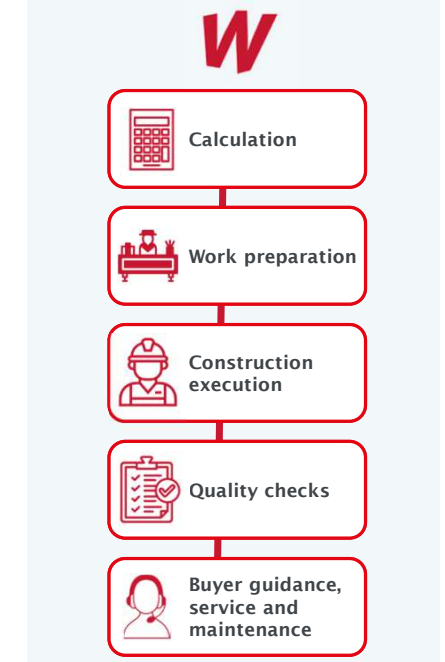 W
Calculation
Work preparation
Construction
execution
Quality checks
Buyer guidance,
service and
maintenance